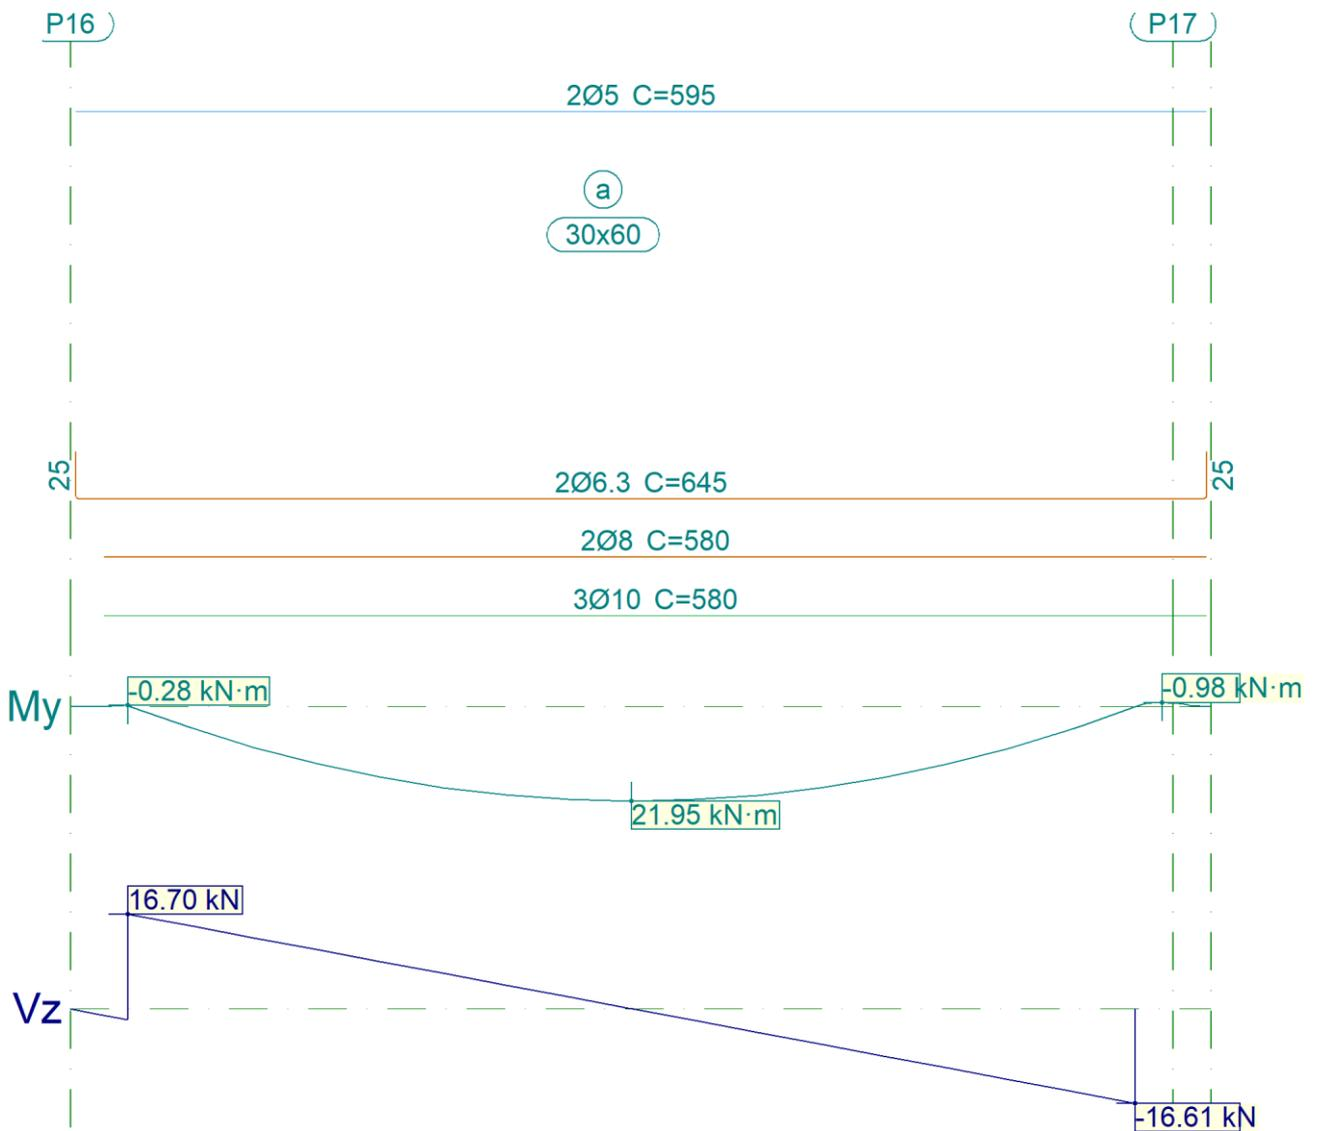 P16
P17
2Ø5 C=595
a
30x60
25
2Ø6.3 C=645
25
2Ø8 C=580
3Ø10 C=580
My
-0.28 kN·m
-0.98 kN·m
21.95 kN·m
16.70 kN
Vz
-16.61 kN